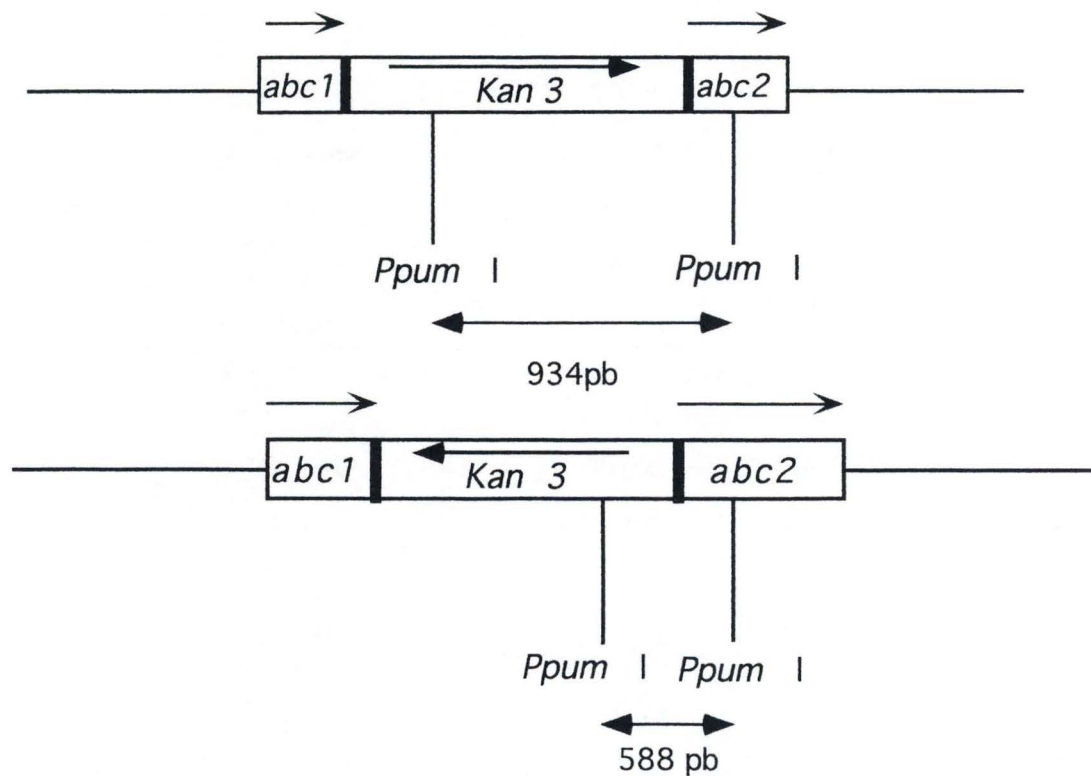 abc1 Kan 3 abc2
Ppum I Ppum I
934pb
abc1 Kan 3 abc2
Ppum I Ppum I
588 pb